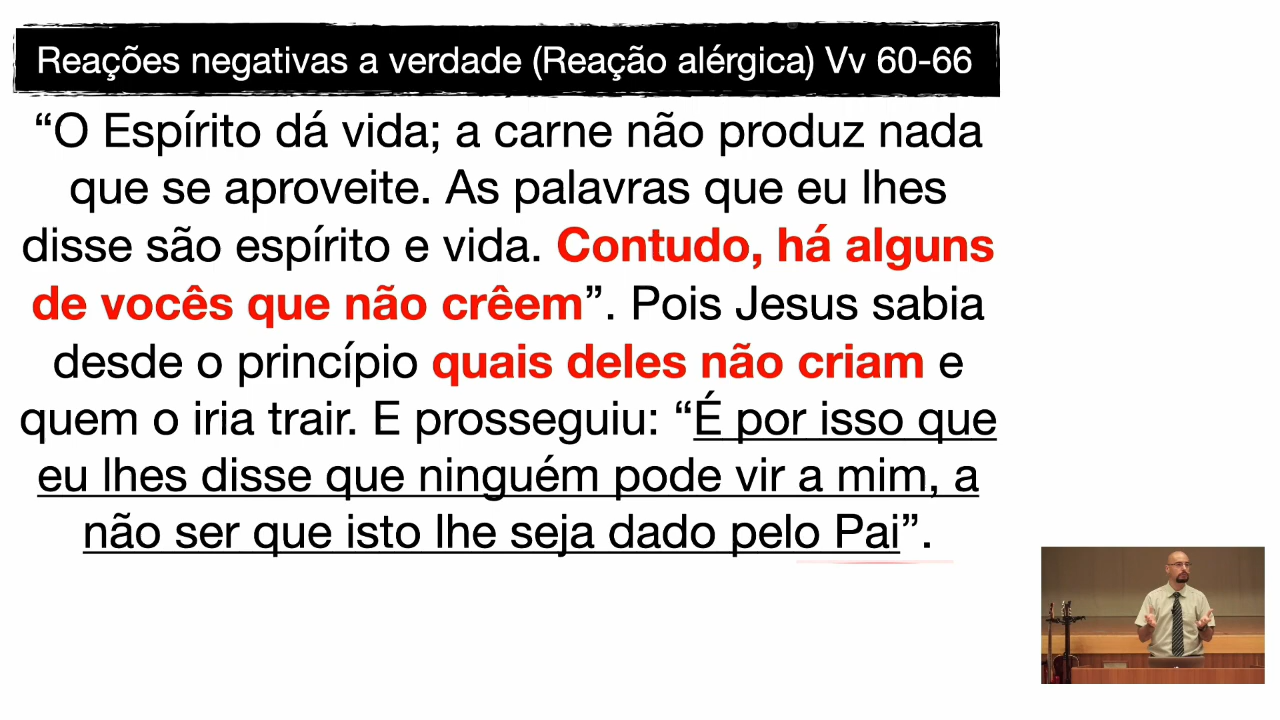 Reações negativas a verdade (Reação alérgica) Vv 60-66
“O Espírito dá vida; a carne não produz nada
que se aproveite. As palavras que eu lhes
disse são espírito e vida. Contudo, há alguns
de vocês que não crêem”. Pois Jesus sabia
desde o princípio quais deles não criam e
quem o iria trair. E prosseguiu: “É por isso que
eu lhes disse que ninguém pode vir a mim, a
não ser que isto lhe seja dado pelo Pai”.